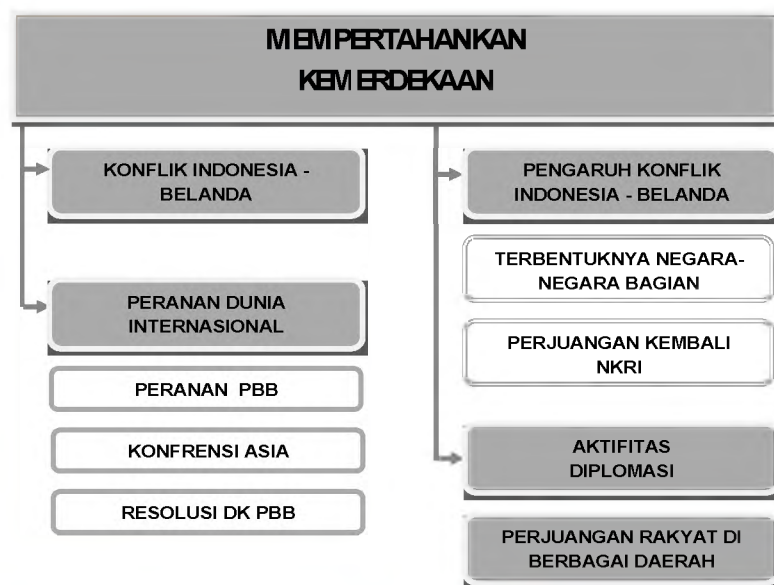 MEMPERTAHANKAN
KEMERDEKAAN
KONFLIK INDONESIA -
BELANDA
PERANAN DUNIA
INTERNASIONAL
PERANAN PBB
KONFRENSI ASIA
RESOLUSI DK PBB
PENGARUH KONFLIK
INDONESIA - BELANDA
TERBENTUKNYA NEGARA-
NEGARA BAGIAN
PERJUANGAN KEMBALI
NKRI
AKTIFITAS
DIPLOMASI
PERJUANGAN RAKYAT DI
BERBAGAI DAERAH